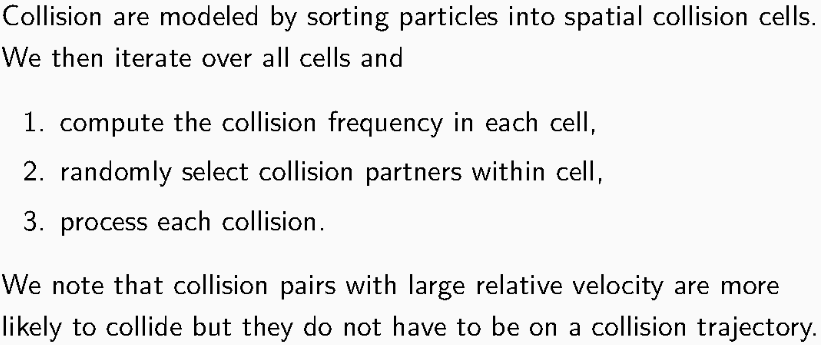 Collision are modeled by sorting particles into spatial collision cells.
We then iterate over all cells and
1. compute the collision frequency in each cell,
2. randomly select collision partners within cell,
3. process each collision.
We note that collision pairs with large relative velocity are more
likely to collide but they do not have to be on a collision trajectory.